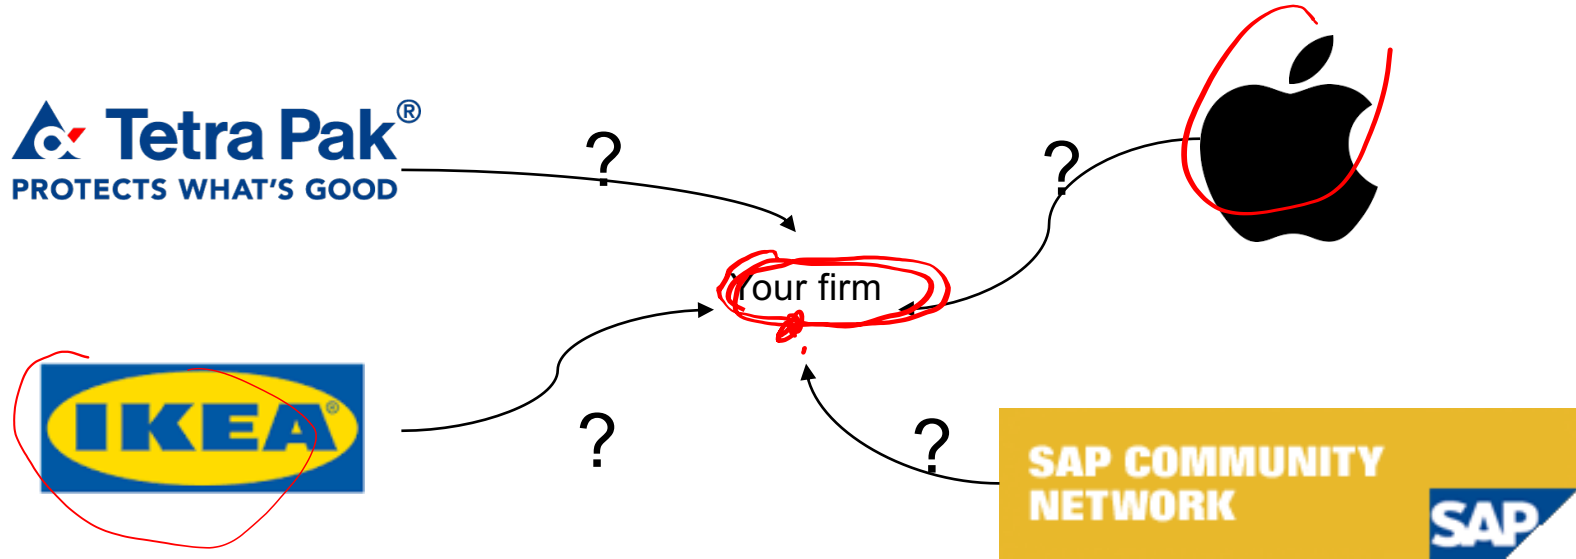 Tetra Pak®
PROTECTS WHAT'S GOOD
?
?
Your firm
IKEA®
?
?
SAP COMMUNITY
NETWORK
SAP